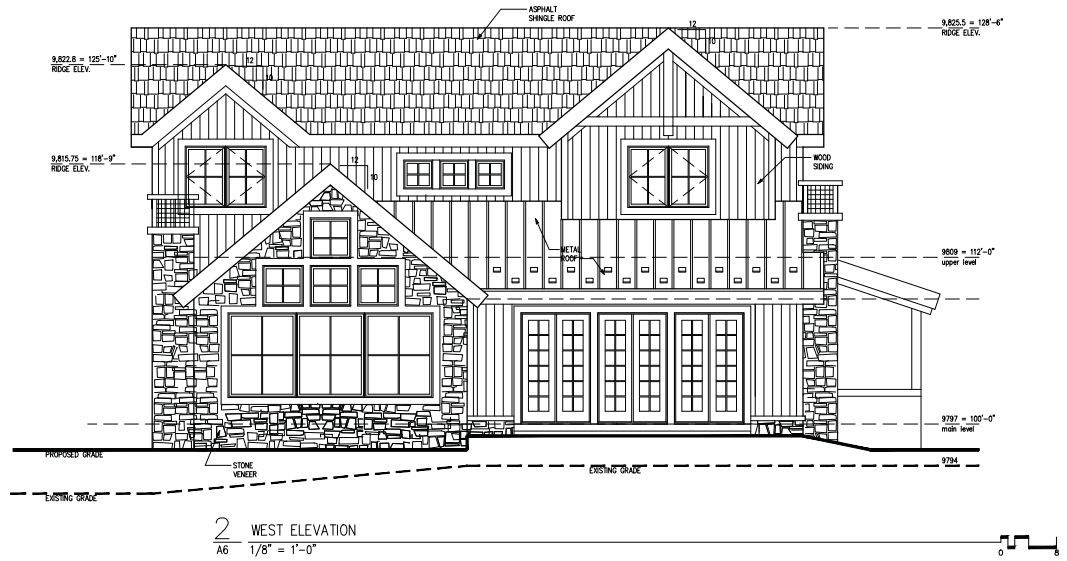 ASPHALT
SHINGLE ROOF
12
10
9,825.5 = 128'-6"
RIDGE ELEV.
9,822.8 = 125'-10"
RIDGE ELEV.
12
10
9,815.75 = 118'-9"
RIDGE ELEV.
12
10
WOOD
SIDING
METAL
ROOF
9809 = 112'-0"
upper level
9797 = 100'-0"
main level
PROPOSED GRADE
STONE
VENEER
9794
EXISTING GRADE
EXISTING GRADE
2 WEST ELEVATION
A6 1/8" = 1'-0"
0 8